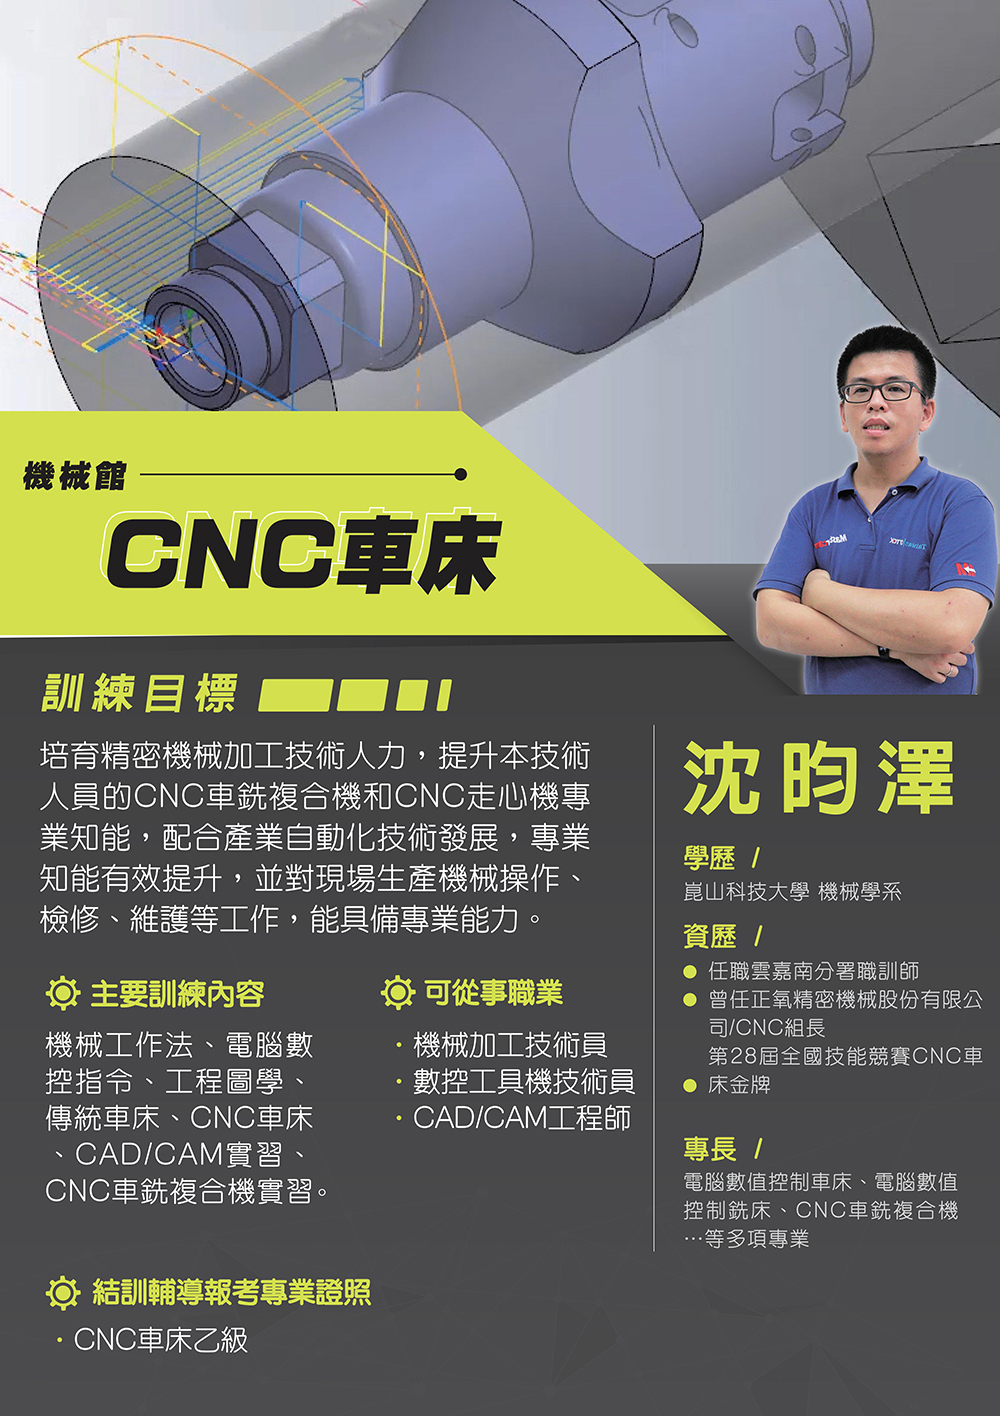 機械館
CNC車床
訓練目標
培育精密機械加工技術人力，提升本技術
人員的CNC車銑複合機和CNC走心機專
業知能，配合產業自動化技術發展，專業
知能有效提升，並對現場生產機械操作、
檢修、維護等工作，能具備專業能力。
主要訓練內容
機械工作法、電腦數
控指令、工程圖學、
傳統車床、CNC車床
、CAD/CAM實習、
CNC車銑複合機實習。
可從事職業
・機械加工技術員
・數控工具機技術員
・CAD/CAM工程師
結訓輔導報考專業證照
・CNC車床乙級
沈昀澤
學歷 /
崑山科技大學 機械學系
資歷 /
● 任職雲嘉南分署職訓師
● 曾任正氧精密機械股份有限公
司/CNC組長
第28屆全國技能競賽CNC車
● 床金牌
專長 /
電腦數值控制車床、電腦數值
控制銑床、CNC車銑複合機
…等多項專業